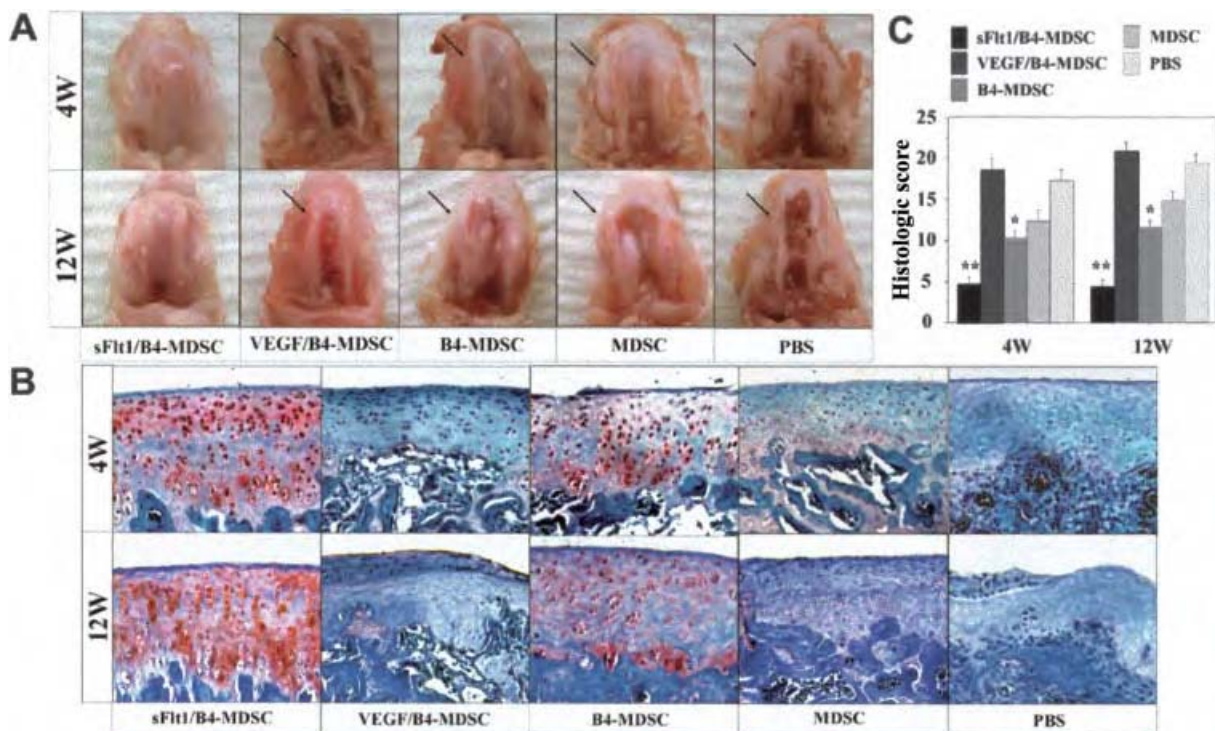 A
4W
12W
sFlt1/B4-MDSC VEGF/B4-MDSC B4-MDSC MDSC PBS
C
sFlt1/B4-MDSC MDSC
VEGF/B4-MDSC PBS
B4-MDSC
Histologic score
25
20
15
10
5
0
** * ** *
4W 12W
B
4W
12W
sFlt1/B4-MDSC VEGF/B4-MDSC B4-MDSC MDSC PBS